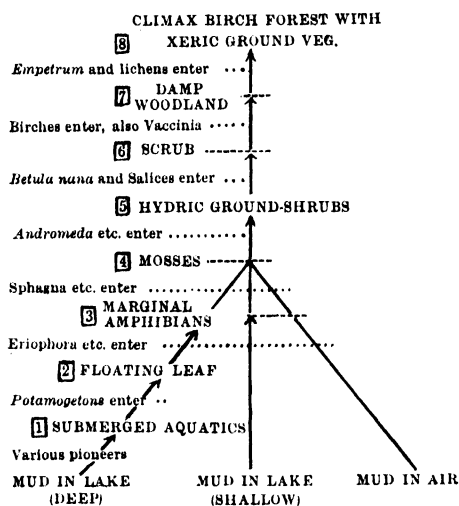 CLIMAX BIRCH FOREST WITH
8 XERIC GROUND VEG.
Empetrum and lichens enter ....
7 DAMP
WOODLAND
Birches enter, also Vaccinia .....
6 SCRUB
Betula nana and Salices enter ...
5 HYDRIC GROUND-SHRUBS
Andromeda etc. enter ..........
4 MOSSES
Sphagna etc. enter
3 MARGINAL
AMPHIBIANS
Eriophora etc. enter
2 FLOATING LEAF
Potamogetons enter ..
1 SUBMERGED AQUATICS
Various pioneers
MUD IN LAKE
(DEEP)
MUD IN LAKE
(SHALLOW)
MUD IN AIR